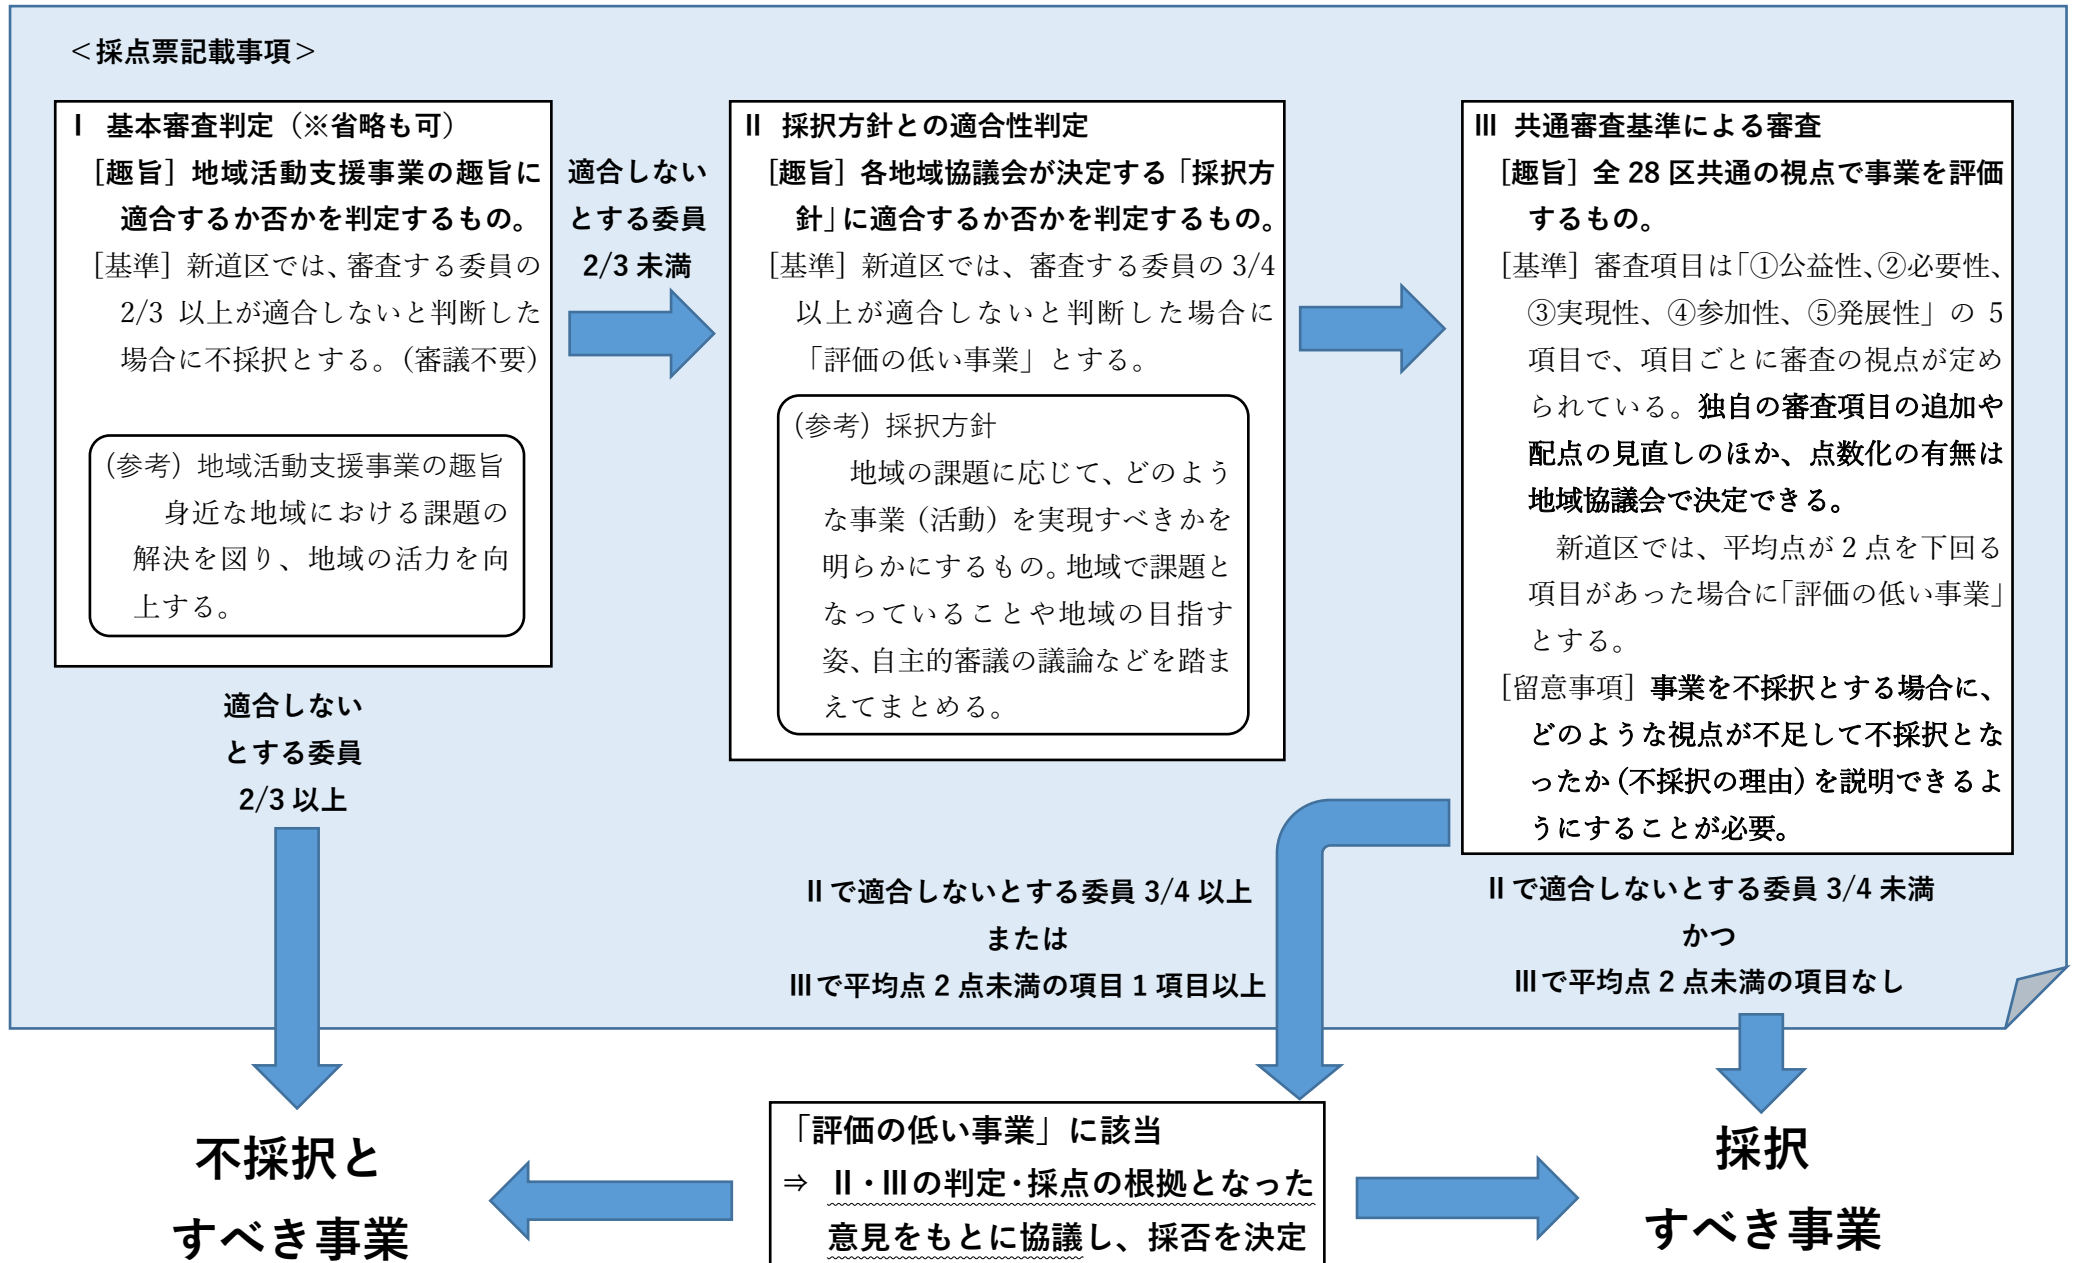 ＜採点票記載事項＞
Ⅰ 基本審査判定（※省略も可）
［趣旨］地域活動支援事業の趣旨に
適合するか否かを判定するもの。
［基準］新道区では、審査する委員の
2/3 以上が適合しないと判断した
場合に不採択とする。（審議不要）
（参考）地域活動支援事業の趣旨
身近な地域における課題の
解決を図り、地域の活力を向
上する。
適合しない
とする委員
2/3 未満
Ⅱ 採択方針との適合性判定
［趣旨］各地域協議会が決定する「採択方
針」に適合するか否かを判定するもの。
［基準］新道区では、審査する委員の 3/4
以上が適合しないと判断した場合に
「評価の低い事業」とする。
（参考）採択方針
地域の課題に応じて、どのよう
な事業（活動）を実現すべきかを
明らかにするもの。地域で課題と
なっていることや地域の目指す
姿、自主的審議の議論などを踏ま
えてまとめる。
Ⅲ 共通審査基準による審査
［趣旨］全 28 区共通の視点で事業を評価
するもの。
［基準］審査項目は「①公益性、②必要性、
③実現性、④参加性、⑤発展性」の 5
項目で、項目ごとに審査の視点が定め
られている。独自の審査項目の追加や
配点の見直しのほか、点数化の有無は
地域協議会で決定できる。
新道区では、平均点が 2 点を下回る
項目があった場合に「評価の低い事業」
とする。
［留意事項］事業を不採択とする場合に、
どのような視点が不足して不採択とな
ったか（不採択の理由）を説明できるよ
うにすることが必要。
適合しない
とする委員
2/3 以上
Ⅱで適合しないとする委員 3/4 以上
または
Ⅲで平均点 2 点未満の項目 1 項目以上
Ⅱで適合しないとする委員 3/4 未満
かつ
Ⅲで平均点 2 点未満の項目なし
不採択と
すべき事業
「評価の低い事業」に該当
⇒ Ⅱ・Ⅲの判定・採点の根拠となった
意見をもとに協議し、採否を決定
採択
すべき事業